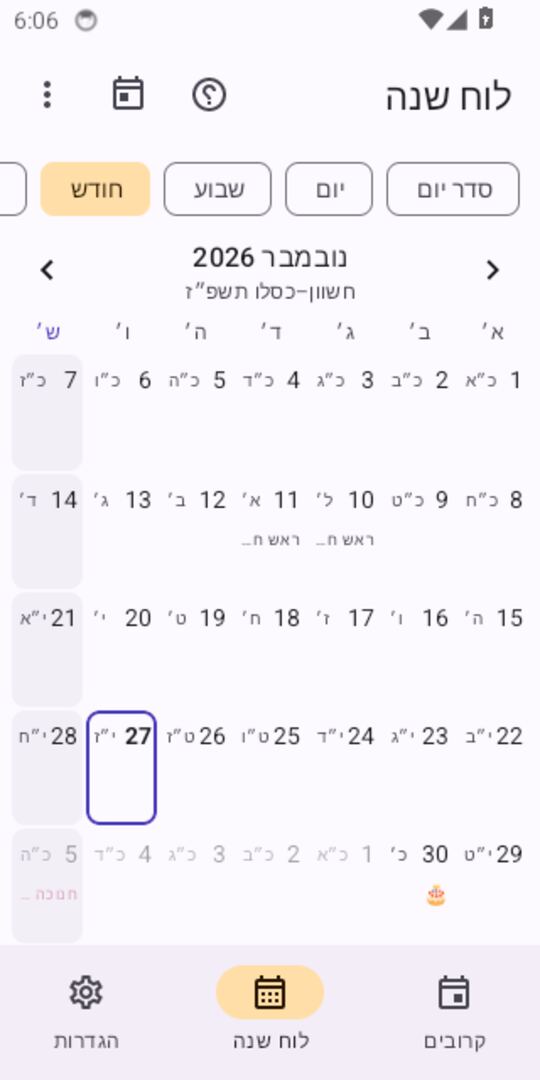 6:06
לוח שנה
סדר יום יום שבוע חודש
נובמבר 2026
חשוון–כסלו תשפ״ז
א׳ ב׳ ג׳ ד׳ ה׳ ו׳ ש׳
1 כ״א 2 כ״ב 3 כ״ג 4 כ״ד 5 כ״ה 6 כ״ו 7 כ״ז
8 כ״ח 9 כ״ט 10 ל׳ 11 א׳ 12 ב׳ 13 ג׳ 14 ד׳
ראש ח… ראש ח…
15 ה׳ 16 ו׳ 17 ז׳ 18 ח׳ 19 ט׳ 20 י׳ 21 י״א
22 י״ב 23 י״ג 24 י״ד 25 ט״ו 26 ט״ז 27 י״ז 28 י״ח
29 י״ט 30 כ׳ 1 כ״א 2 כ״ב 3 כ״ג 4 כ״ד 5 כ״ה
חנוכה …
קרובים לוח שנה הגדרות